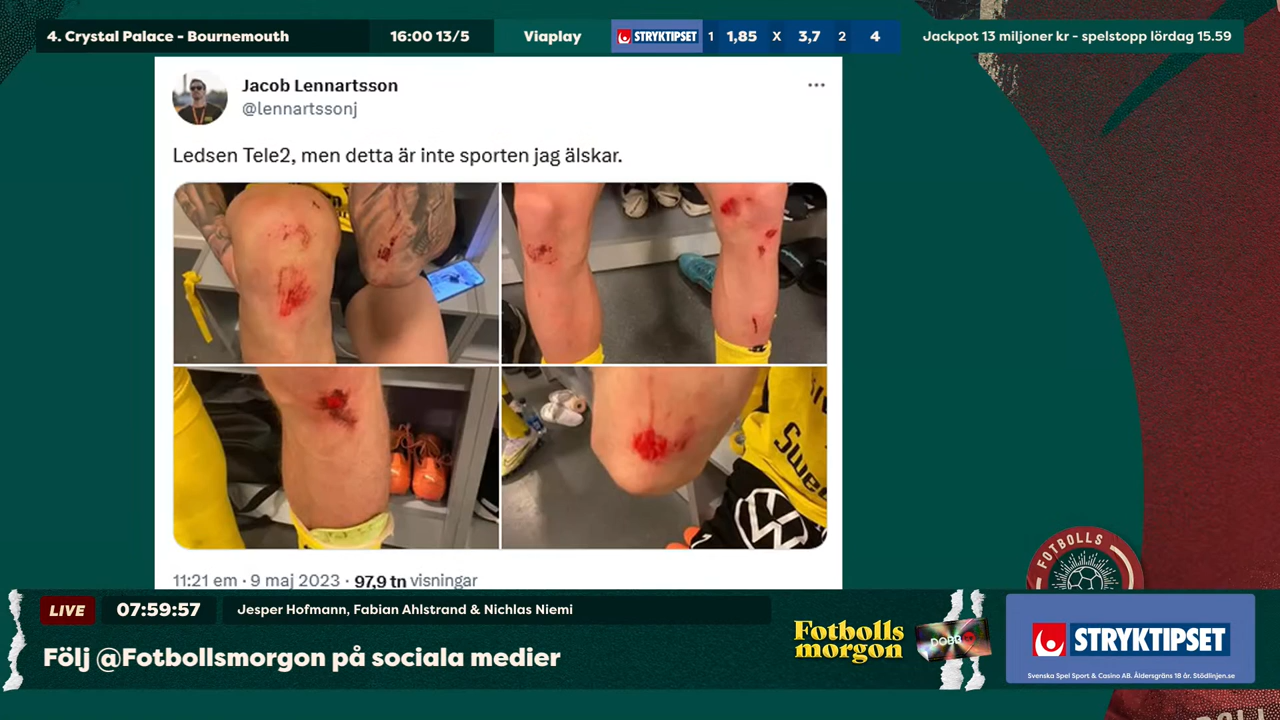 4. Crystal Palace - Bournemouth
16:00 13/5
Viaplay
STRYKTIPSET
1 1,85 X 3,7 2 4
Jackpot 13 miljoner kr - spelstopp lördag 15.59
Jacob Lennartsson
@lennartssonj
Ledsen Tele2, men detta är inte sporten jag älskar.
Swe
11:21 em · 9 maj 2023 · 97,9 tn visningar
FOTBOLLS
LIVE
07:59:57
Jesper Hofmann, Fabian Ahlstrand & Nichlas Niemi
Följ @Fotbollsmorgon på sociala medier
Fotbolls
morgon
STRYKTIPSET
Svenska Spel Sport & Casino AB. Åldersgräns 18 år. Stödlinjen.se